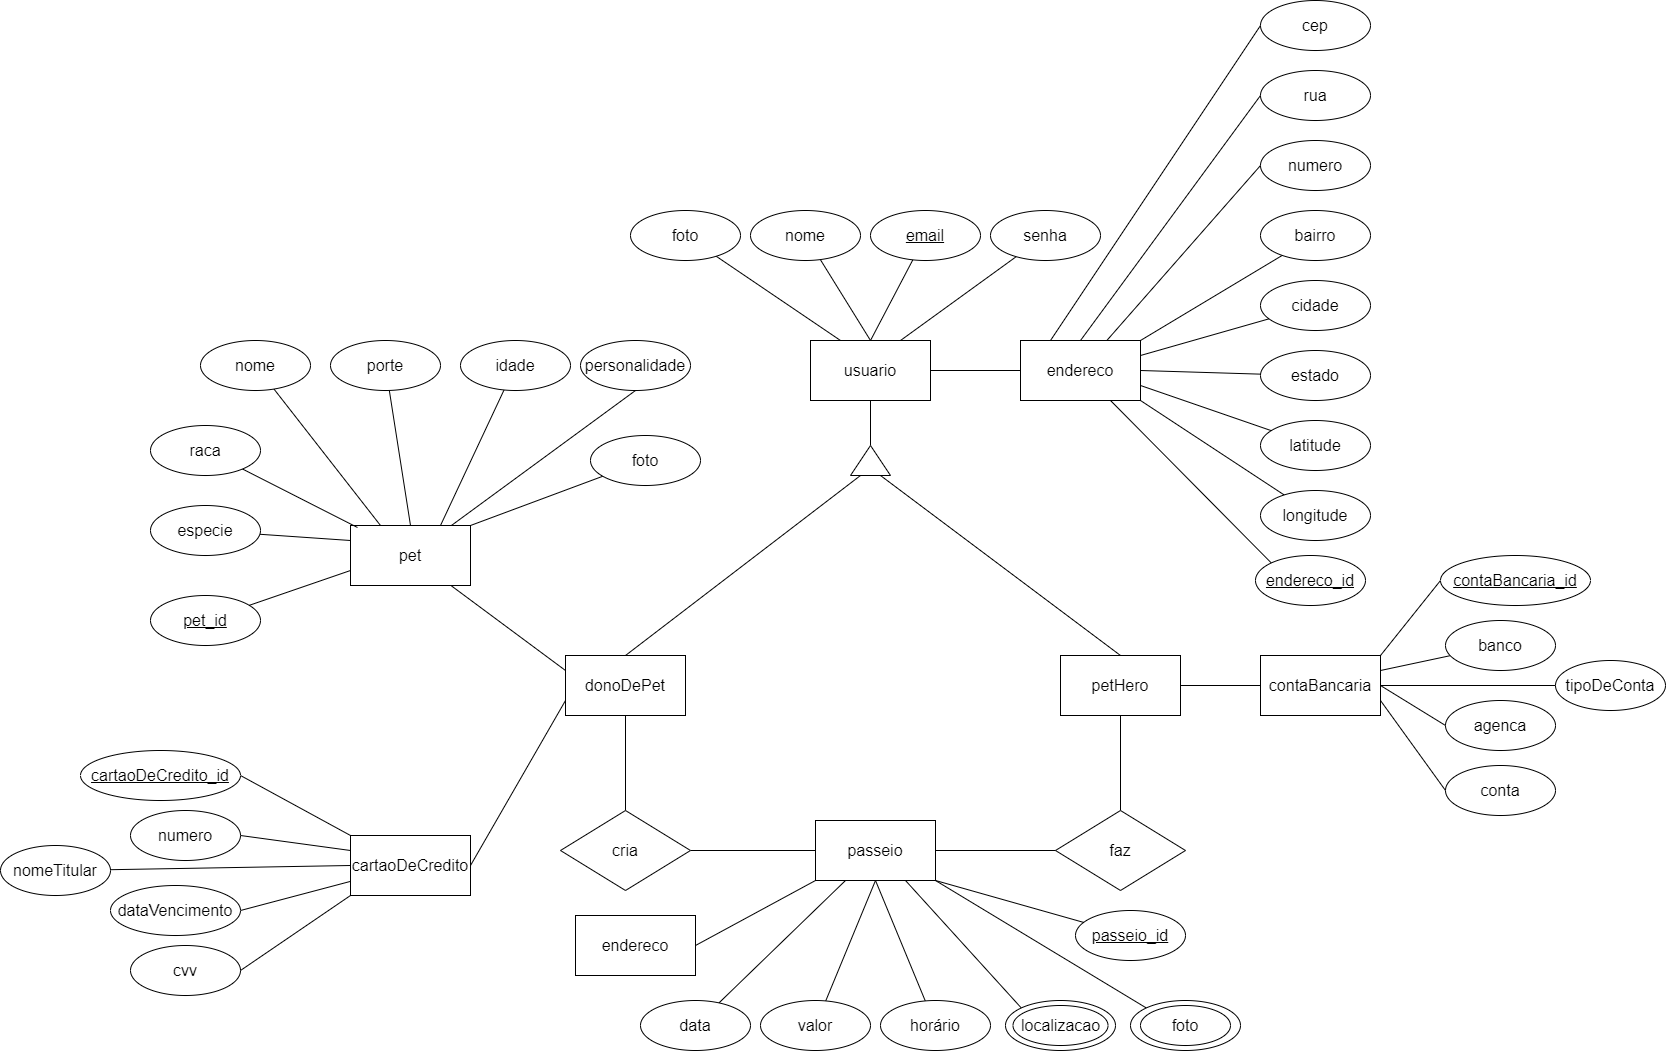 cep
rua
numero
bairro
foto
nome
email
senha
cidade
estado
usuario
endereco
latitude
longitude
endereco_id
nome
porte
idade
personalidade
raca
foto
especie
pet
pet_id
donoDePet
petHero
contaBancaria
contaBancaria_id
banco
tipoDeConta
agenca
conta
cartaoDeCredito_id
numero
nomeTitular
cartaoDeCredito
dataVencimento
cvv
cria
passeio
faz
endereco
passeio_id
data
valor
horário
localizacao
foto